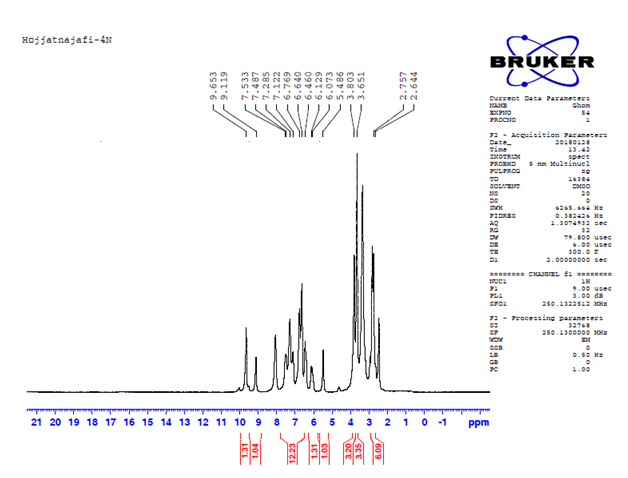 Hojjatnajafi-4N
9.653
9.119
7.533
7.487
7.285
7.122
6.769
6.640
6.460
6.129
6.073
5.486
3.803
3.651
2.757
2.644
BRUKER
Current Data Parameters
NAME Ghom
EXPNO 54
PROCNO 1
F2 - Acquisition Parameters
Date_ 20180128
Time 13.42
INSTRUM spect
PROBHD 5 mm Multinucl
PULPROG zg
TD 16384
SOLVENT DMSO
NS 20
DS 0
SWH 6265.664 Hz
FIDRES 0.382426 Hz
AQ 1.3074932 sec
RG 32
DW 79.800 usec
DE 6.00 usec
TE 300.0 K
D1 2.00000000 sec
======== CHANNEL f1 ========
NUC1 1H
P1 9.00 usec
PL1 3.00 dB
SFO1 250.1322512 MHz
F2 - Processing parameters
SI 32768
SF 250.1300000 MHz
WDW EM
SSB 0
LB 0.50 Hz
GB 0
PC 1.00
21 20 19 18 17 16 15 14 13 12 11 10 9 8 7 6 5 4 3 2 1 0 -1 ppm
1.31
1.04
12.23
1.31
1.03
3.20
3.35
6.09